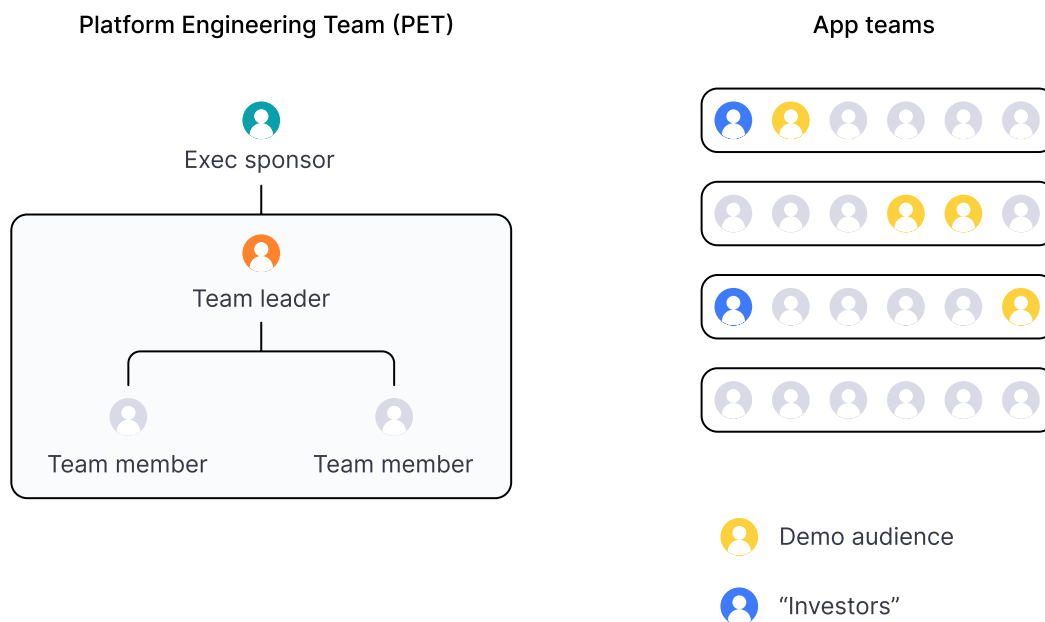 Platform Engineering Team (PET)
App teams
Exec sponsor
Team leader
Team member
Team member
Demo audience
“Investors”